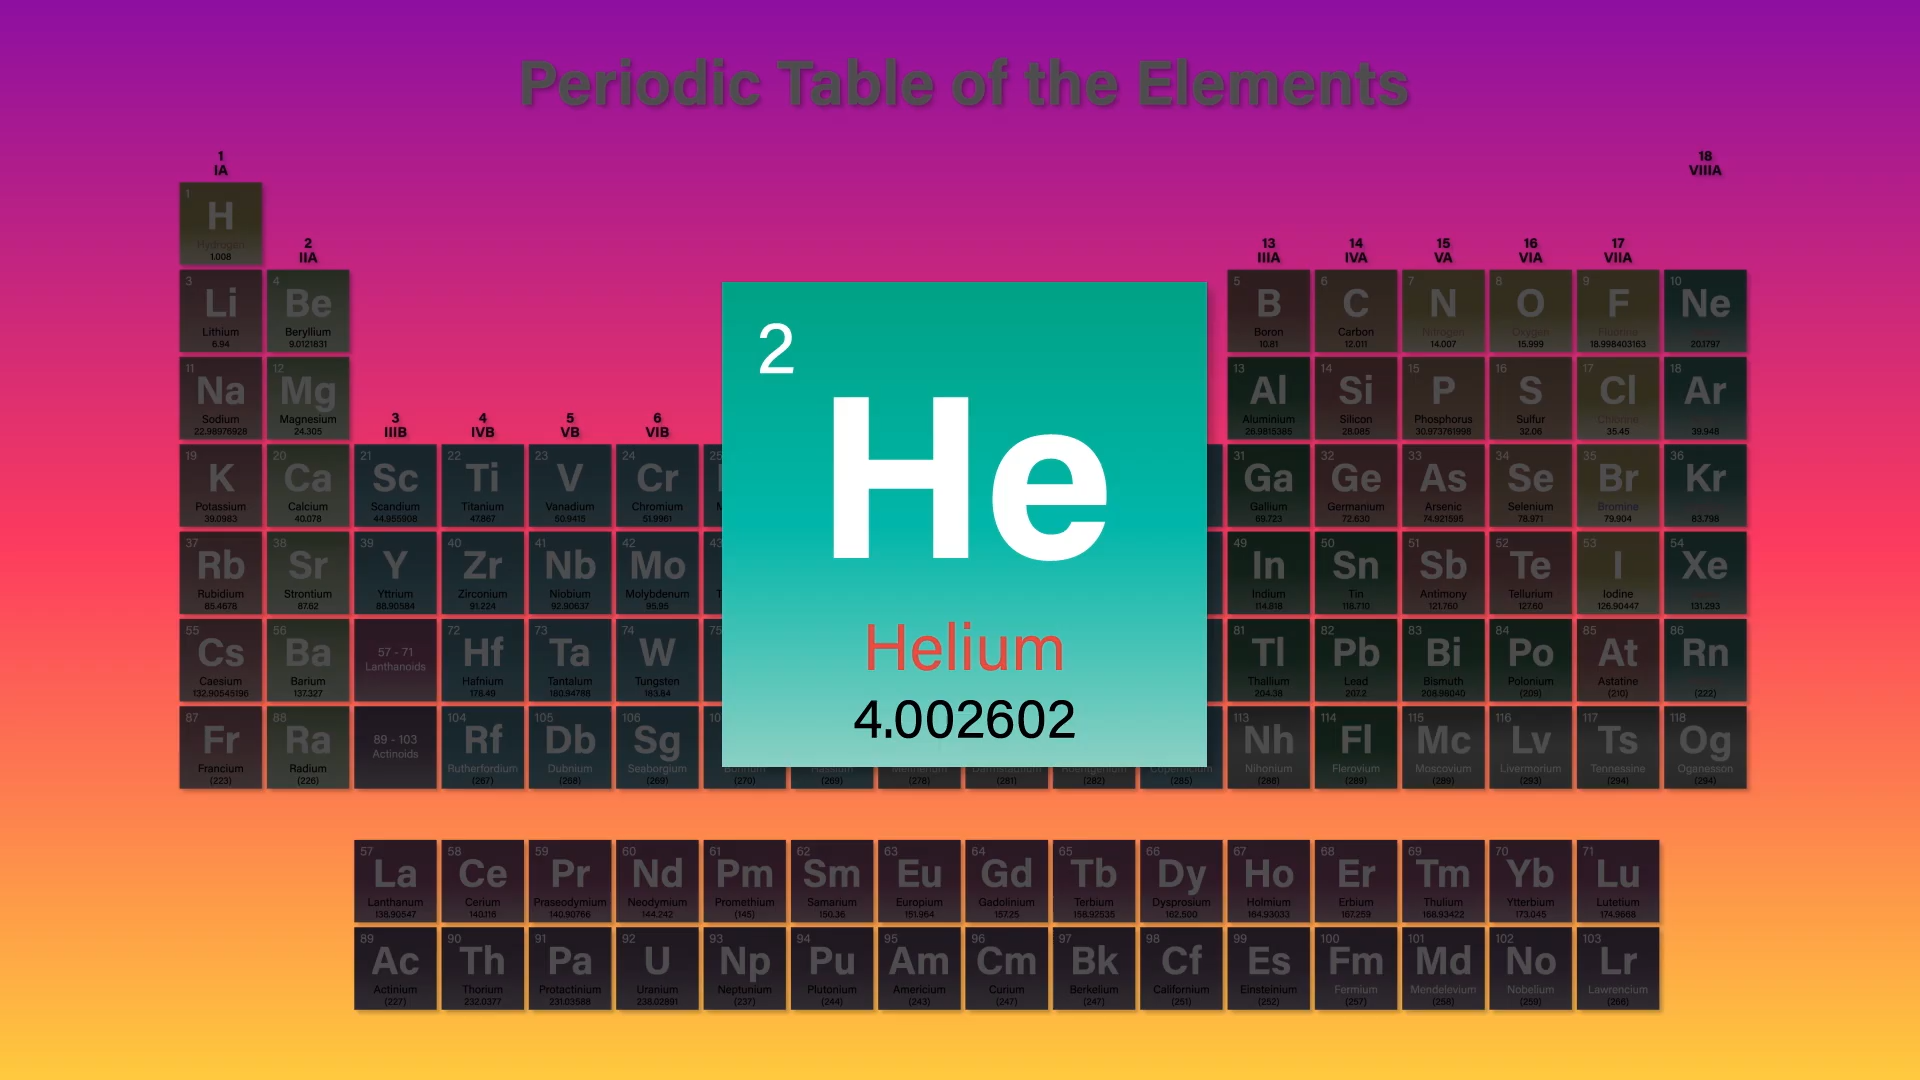 Periodic Table of the Elements
1
IA
18
VIIIA
1
H
Hydrogen
1.008
2
IIA
13
IIIA
14
IVA
15
VA
16
VIA
17
VIIA
3
Li
Lithium
6.94
4
Be
Beryllium
9.0121831
5
B
Boron
10.81
6
C
Carbon
12.011
7
N
Nitrogen
14.007
8
O
Oxygen
15.999
9
F
Fluorine
18.998403163
10
Ne
20.1797
11
Na
Sodium
22.98976928
12
Mg
Magnesium
24.305
13
Al
Aluminium
26.9815385
14
Si
Silicon
28.085
15
P
Phosphorus
30.973761998
16
S
Sulfur
32.06
17
Cl
Chlorine
35.45
18
Ar
39.948
3
IIIB
4
IVB
5
VB
6
VIB
2
He
Helium
4.002602
19
K
Potassium
39.0983
20
Ca
Calcium
40.078
21
Sc
Scandium
44.955908
22
Ti
Titanium
47.867
23
V
Vanadium
50.9415
24
Cr
Chromium
51.9961
25
31
Ga
Gallium
69.723
32
Ge
Germanium
72.630
33
As
Arsenic
74.921595
34
Se
Selenium
78.971
35
Br
Bromine
79.904
36
Kr
83.798
37
Rb
Rubidium
85.4678
38
Sr
Strontium
87.62
39
Y
Yttrium
88.90584
40
Zr
Zirconium
91.224
41
Nb
Niobium
92.90637
42
Mo
Molybdenum
95.95
43
49
In
Indium
114.818
50
Sn
Tin
118.710
51
Sb
Antimony
121.760
52
Te
Tellurium
127.60
53
I
Iodine
126.90447
54
Xe
131.293
55
Cs
Caesium
132.90545196
56
Ba
Barium
137.327
57 - 71
Lanthanoids
72
Hf
Hafnium
178.49
73
Ta
Tantalum
180.94788
74
W
Tungsten
183.84
75
81
Tl
Thallium
204.38
82
Pb
Lead
207.2
83
Bi
Bismuth
208.98040
84
Po
Polonium
(209)
85
At
Astatine
(210)
86
Rn
(222)
87
Fr
Francium
(223)
88
Ra
Radium
(226)
89 - 103
Actinoids
104
Rf
Rutherfordium
(267)
105
Db
Dubnium
(268)
106
Sg
Seaborgium
(269)
Bohrium
(270)
Hassium
(269)
Meitnerium
(278)
Darmstadtium
(281)
Roentgenium
(282)
Copernicium
(285)
113
Nh
Nihonium
(286)
114
Fl
Flerovium
(289)
115
Mc
Moscovium
(289)
116
Lv
Livermorium
(293)
117
Ts
Tennessine
(294)
118
Og
Oganesson
(294)
57
La
Lanthanum
138.90547
58
Ce
Cerium
140.116
59
Pr
Praseodymium
140.90766
60
Nd
Neodymium
144.242
61
Pm
Promethium
(145)
62
Sm
Samarium
150.36
63
Eu
Europium
151.964
64
Gd
Gadolinium
157.25
65
Tb
Terbium
158.92535
66
Dy
Dysprosium
162.500
67
Ho
Holmium
164.93033
68
Er
Erbium
167.259
69
Tm
Thulium
168.93422
70
Yb
Ytterbium
173.045
71
Lu
Lutetium
174.9668
89
Ac
Actinium
(227)
90
Th
Thorium
232.0377
91
Pa
Protactinium
231.03588
92
U
Uranium
238.02891
93
Np
Neptunium
(237)
94
Pu
Plutonium
(244)
95
Am
Americium
(243)
96
Cm
Curium
(247)
97
Bk
Berkelium
(247)
98
Cf
Californium
(251)
99
Es
Einsteinium
(252)
100
Fm
Fermium
(257)
101
Md
Mendelevium
(258)
102
No
Nobelium
(259)
103
Lr
Lawrencium
(266)